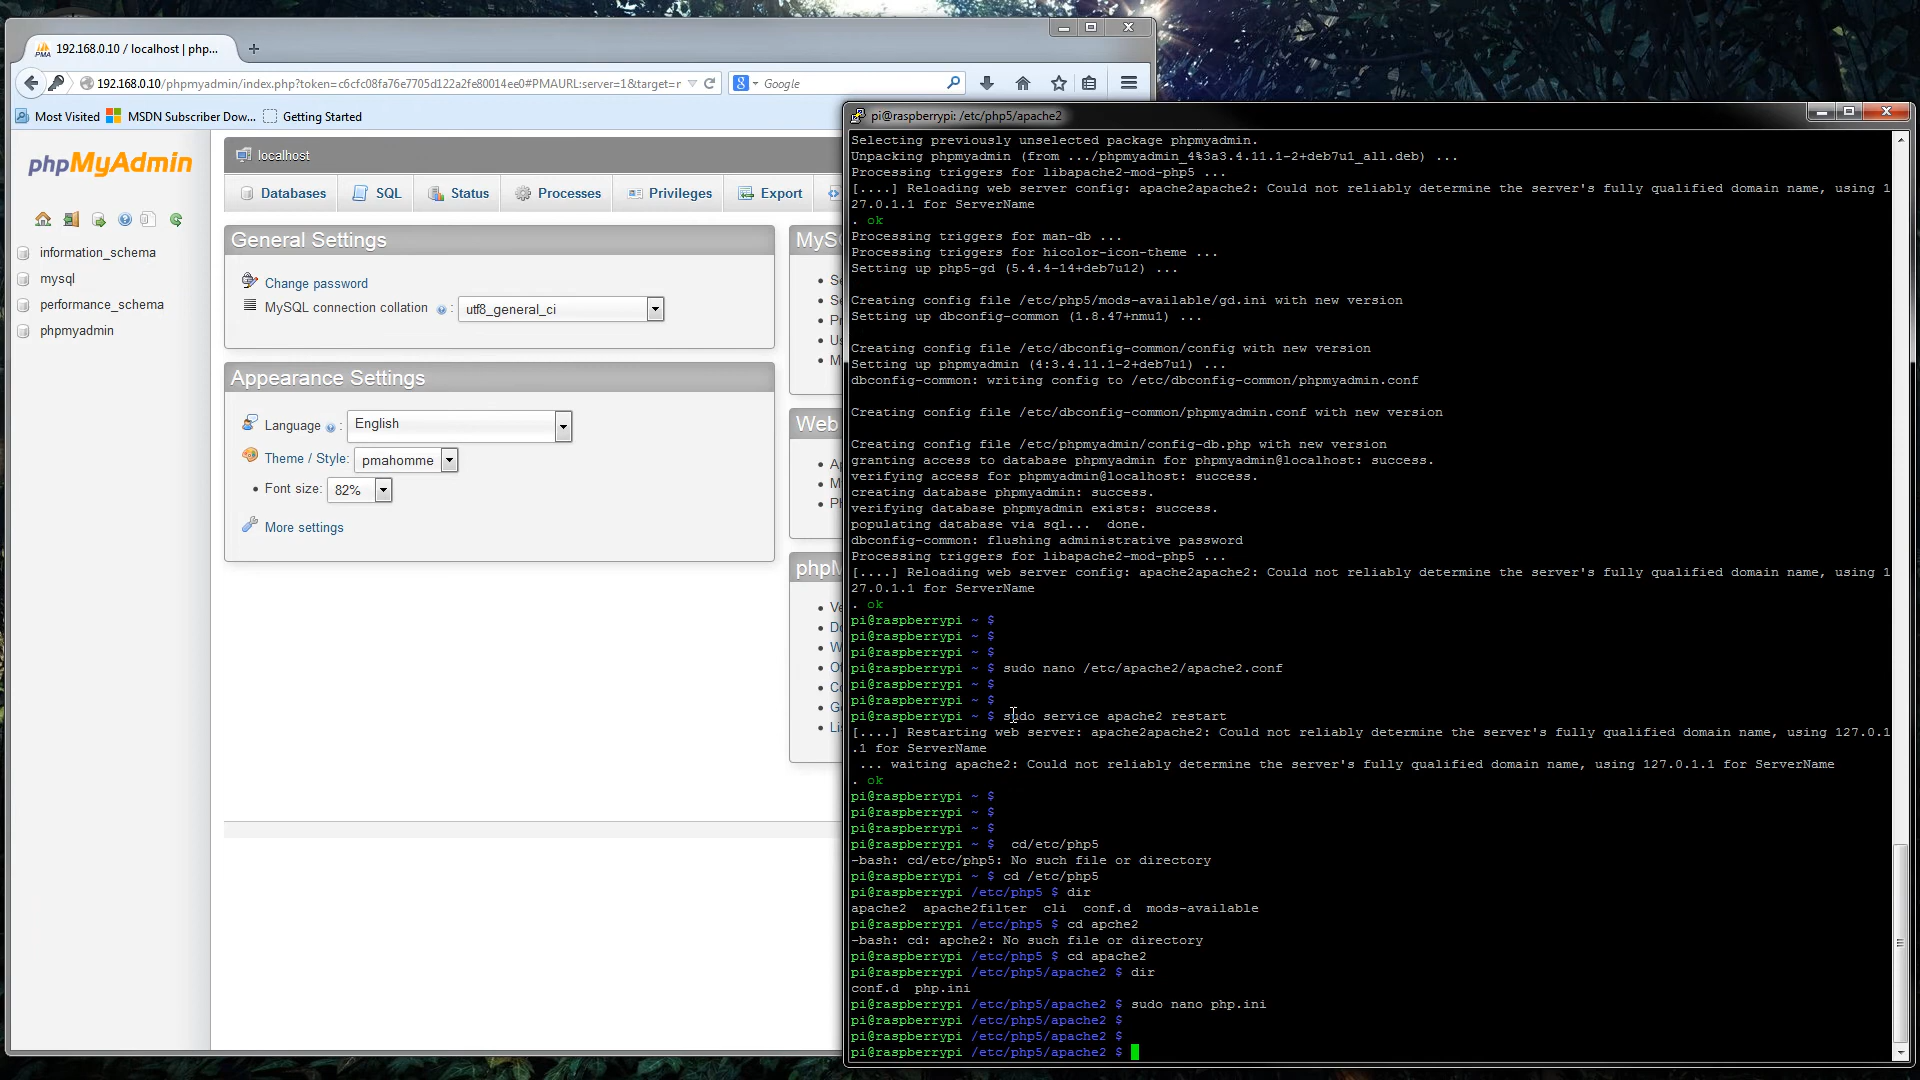 192.168.0.10 / localhost | php...
192.168.0.10/phpmyadmin/index.php?token=c6cfc08fa76e7705d122a2fe80014ee0#PMAURL:server=1&target=r
Google
Most Visited
MSDN Subscriber Dow...
Getting Started
phpMyAdmin
information_schema
mysql
performance_schema
phpmyadmin
localhost
Databases
SQL
Status
Processes
Privileges
Export
General Settings
Change password
MySQL connection collation
:
utf8_general_ci
Appearance Settings
Language
:
English
Theme / Style:
pmahomme
• Font size:
82%
More settings
Web
pi@raspberrypi: /etc/php5/apache2
Selecting previously unselected package phpmyadmin.
Unpacking phpmyadmin (from .../phpmyadmin_4%3a3.4.11.1-2+deb7u1_all.deb) ...
Processing triggers for libapache2-mod-php5 ...
[....] Reloading web server config: apache2apache2: Could not reliably determine the server's fully qualified domain name, using 1
27.0.1.1 for ServerName
. ok
Processing triggers for man-db ...
Processing triggers for hicolor-icon-theme ...
Setting up php5-gd (5.4.4-14+deb7u12) ...
Creating config file /etc/php5/mods-available/gd.ini with new version
Setting up dbconfig-common (1.8.47+nmu1) ...
Creating config file /etc/dbconfig-common/config with new version
Setting up phpmyadmin (4:3.4.11.1-2+deb7u1) ...
dbconfig-common: writing config to /etc/dbconfig-common/phpmyadmin.conf
Creating config file /etc/dbconfig-common/phpmyadmin.conf with new version
Creating config file /etc/phpmyadmin/config-db.php with new version
granting access to database phpmyadmin for phpmyadmin@localhost: success.
verifying access for phpmyadmin@localhost: success.
creating database phpmyadmin: success.
verifying database phpmyadmin exists: success.
populating database via sql...  done.
dbconfig-common: flushing administrative password
Processing triggers for libapache2-mod-php5 ...
[....] Reloading web server config: apache2apache2: Could not reliably determine the server's fully qualified domain name, using 1
27.0.1.1 for ServerName
. ok
pi@raspberrypi ~ $
pi@raspberrypi ~ $
pi@raspberrypi ~ $
pi@raspberrypi ~ $ sudo nano /etc/apache2/apache2.conf
pi@raspberrypi ~ $
pi@raspberrypi ~ $
pi@raspberrypi ~ $ sudo service apache2 restart
[....] Restarting web server: apache2apache2: Could not reliably determine the server's fully qualified domain name, using 127.0.1
.1 for ServerName
... waiting apache2: Could not reliably determine the server's fully qualified domain name, using 127.0.1.1 for ServerName
. ok
pi@raspberrypi ~ $
pi@raspberrypi ~ $
pi@raspberrypi ~ $
pi@raspberrypi ~ $  cd/etc/php5
-bash: cd/etc/php5: No such file or directory
pi@raspberrypi ~ $ cd /etc/php5
pi@raspberrypi /etc/php5 $ dir
apache2  apache2filter  cli  conf.d  mods-available
pi@raspberrypi /etc/php5 $ cd apche2
-bash: cd: apche2: No such file or directory
pi@raspberrypi /etc/php5 $ cd apache2
pi@raspberrypi /etc/php5/apache2 $ dir
conf.d  php.ini
pi@raspberrypi /etc/php5/apache2 $ sudo nano php.ini
pi@raspberrypi /etc/php5/apache2 $
pi@raspberrypi /etc/php5/apache2 $
pi@raspberrypi /etc/php5/apache2 $